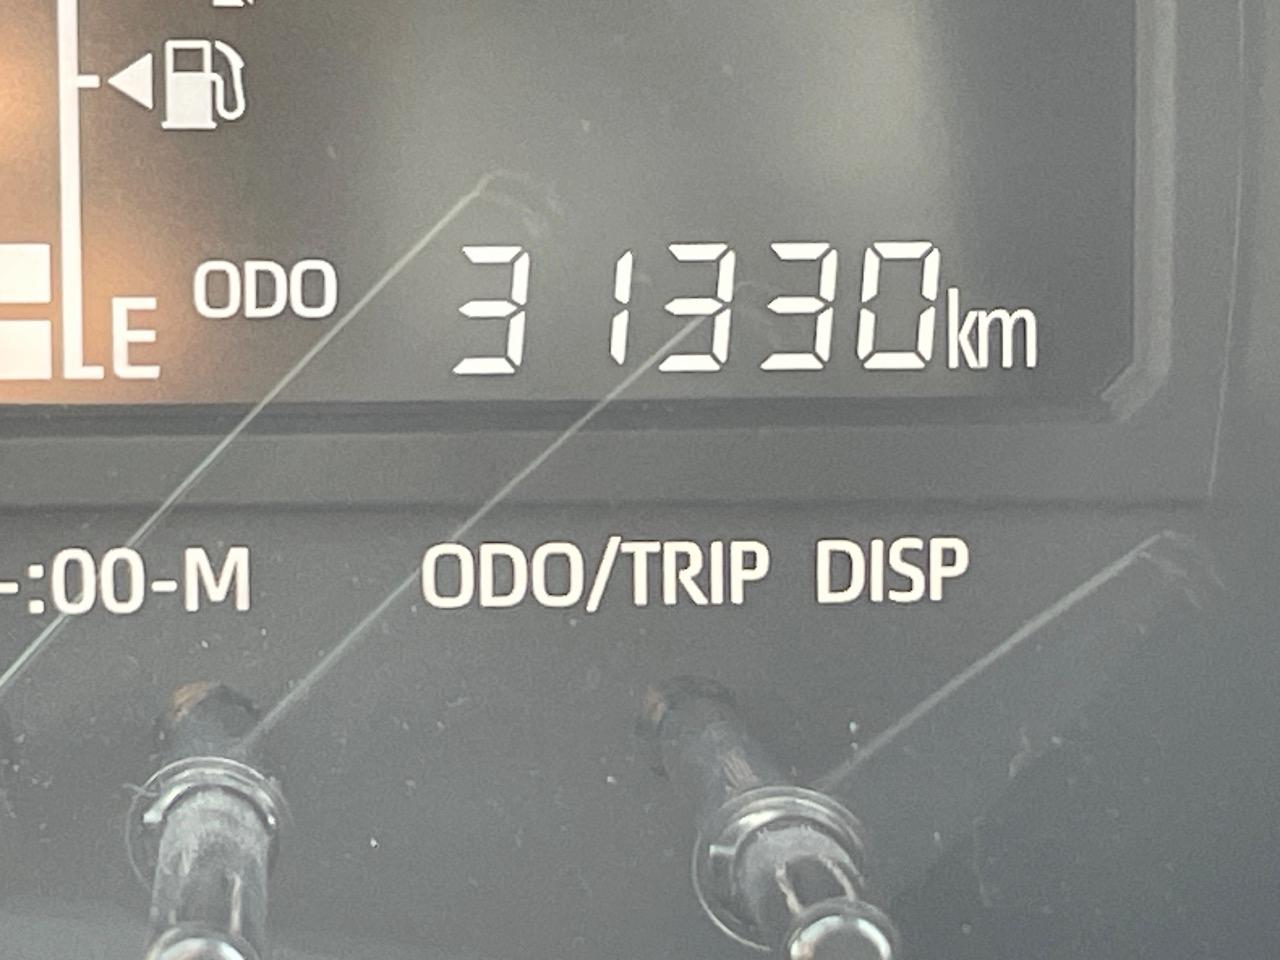 ODO 31330km
E
-:00-M ODO/TRIP DISP